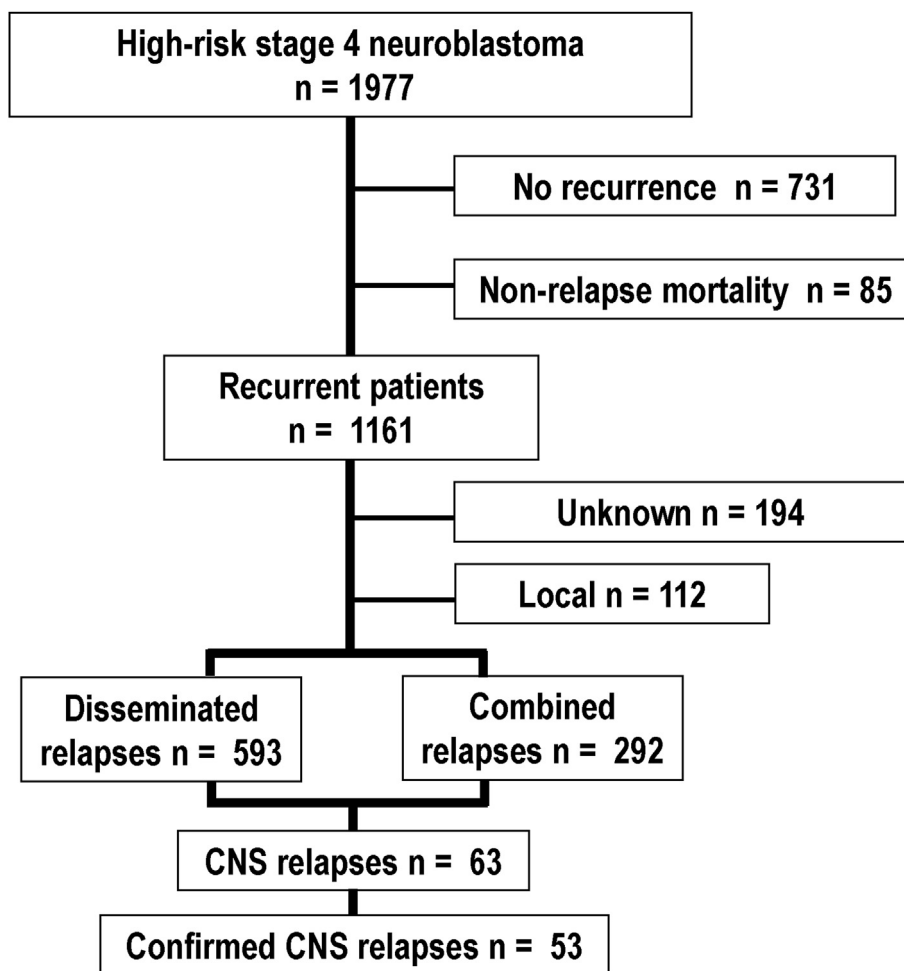 High-risk stage 4 neuroblastoma
n = 1977
No recurrence n = 731
Non-relapse mortality n = 85
Recurrent patients
n = 1161
Unknown n = 194
Local n = 112
Disseminated
relapses n = 593
Combined
relapses n = 292
CNS relapses n = 63
Confirmed CNS relapses n = 53